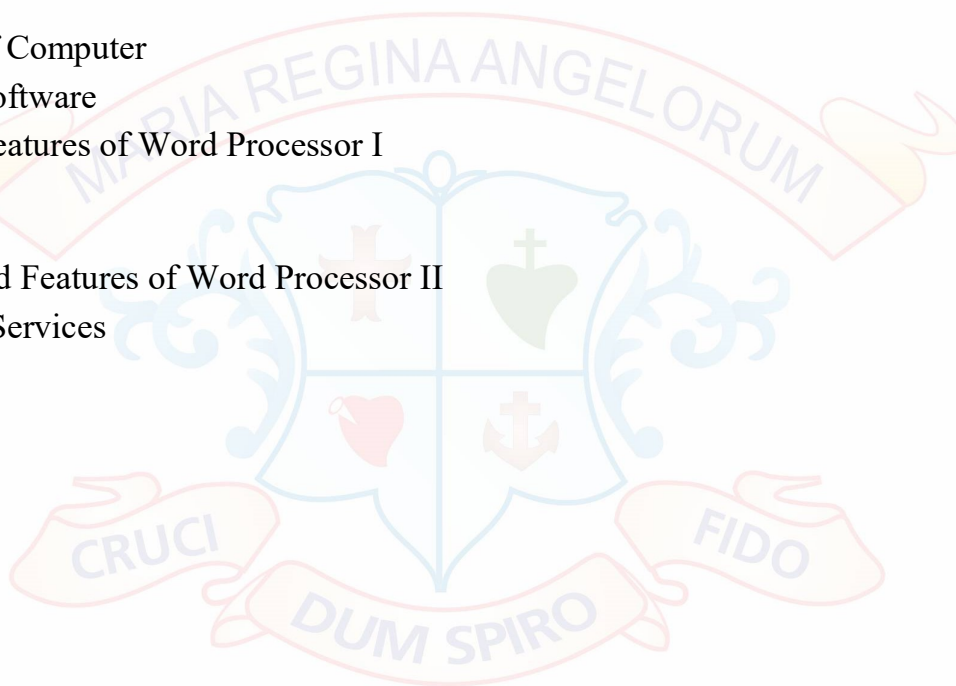 Computer
oftware
eatures of Word Processor I
d Features of Word Processor II
Services
MARIA REGINA ANGELORUM
CRUCI
DUM SPIRO
FIDO